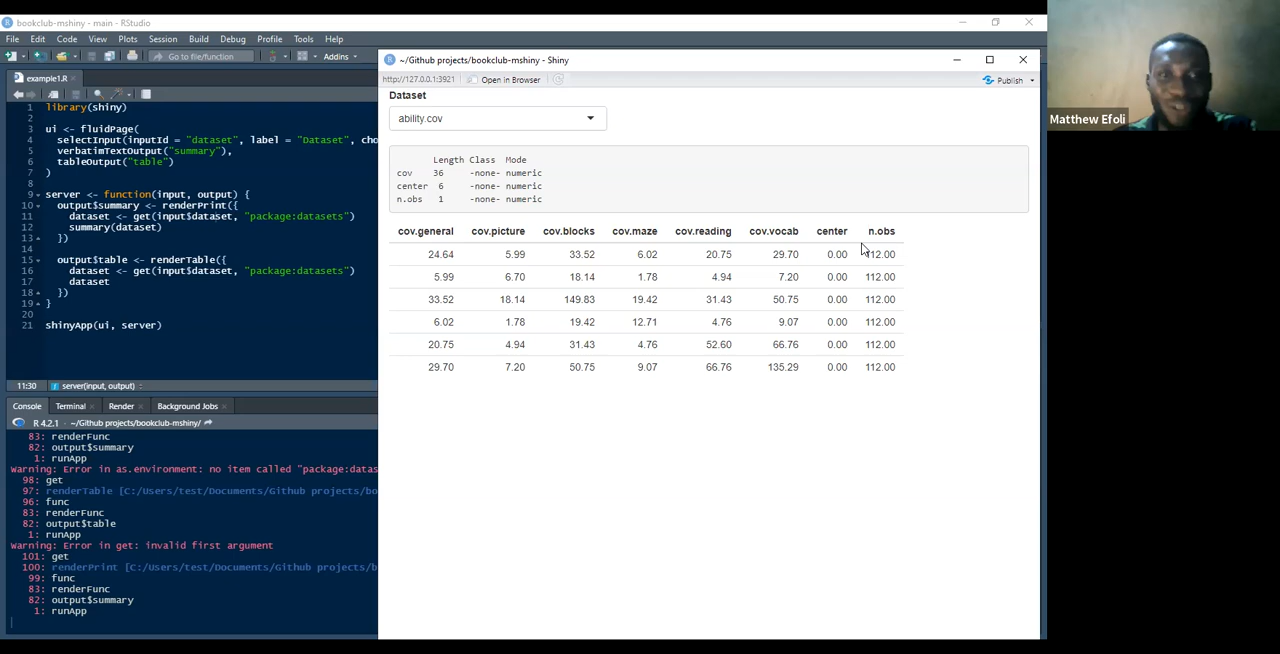 bookclub-mshiny - main - RStudio
File Edit Code View Plots Session Build Debug Profile Tools Help
Go to file/function Addins
example1.R
1 library(shiny)
2
3 ui <- fluidPage(
4 selectInput(inputId = "dataset", label = "Dataset", cho
5 verbatimTextOutput("summary"),
6 tableOutput("table")
7 )
8
9 server <- function(input, output) {
10 output$summary <- renderPrint({
11 dataset <- get(input$dataset, "package:datasets")
12 summary(dataset)
13 })
14
15 output$table <- renderTable({
16 dataset <- get(input$dataset, "package:datasets")
17 dataset
18 })
19 }
20
21 shinyApp(ui, server)
11:30 server(input, output)
Console Terminal Render Background Jobs
R 4.2.1 · ~/Github projects/bookclub-mshiny/
83: renderFunc
82: output$summary
1: runApp
Warning: Error in as.environment: no item called "package:datas
98: get
97: renderTable [C:/Users/test/Documents/Github projects/bo
96: func
83: renderFunc
82: output$table
1: runApp
Warning: Error in get: invalid first argument
101: get
100: renderPrint [C:/Users/test/Documents/Github projects/b
99: func
83: renderFunc
82: output$summary
1: runApp
~/Github projects/bookclub-mshiny - Shiny
http://127.0.0.1:3921 Open in Browser Publish
Dataset
ability.cov
Length Class Mode
cov 36 -none- numeric
center 6 -none- numeric
n.obs 1 -none- numeric
cov.general cov.picture cov.blocks cov.maze cov.reading cov.vocab center n.obs
24.64 5.99 33.52 6.02 20.75 29.70 0.00 112.00
5.99 6.70 18.14 1.78 4.94 7.20 0.00 112.00
33.52 18.14 149.83 19.42 31.43 50.75 0.00 112.00
6.02 1.78 19.42 12.71 4.76 9.07 0.00 112.00
20.75 4.94 31.43 4.76 52.60 66.76 0.00 112.00
29.70 7.20 50.75 9.07 66.76 135.29 0.00 112.00
Matthew Efoli